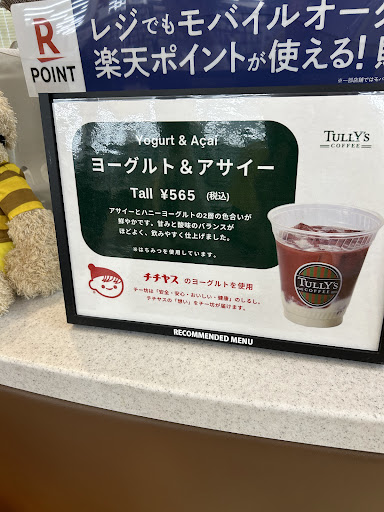 R
POINT
レジでもモバイルオー
楽天ポイントが使える!
Yogurt & Açaí
ヨーグルト&アサイー
Tall ¥565 (税込)
アサイーとハニーヨーグルトの2層の色合いが
鮮やかです。甘みと酸味のバランスが
ほどよく、飲みやすく仕上げました。
※はちみつを使用しています。
TULLY'S
COFFEE
チチヤス のヨーグルトを使用
チー坊は「安全・安心・おいしい・健康」のしるし。
チチヤスの「想い」をチー坊が届けます。
TULLY'S
COFFEE
RECOMMENDED MENU